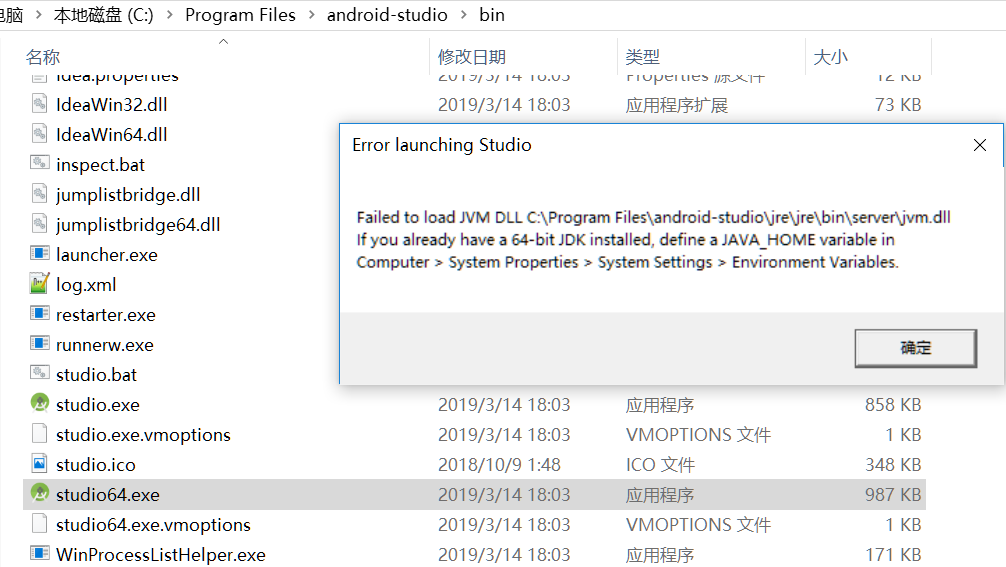 电脑 › 本地磁盘 (C:) › Program Files › android-studio › bin
名称 修改日期 类型 大小
idea.properties 2019/3/14 18:03 Properties 源文件 12 KB
IdeaWin32.dll 2019/3/14 18:03 应用程序扩展 73 KB
IdeaWin64.dll
inspect.bat
jumplistbridge.dll
jumplistbridge64.dll
launcher.exe
log.xml
restarter.exe
runnerw.exe
studio.bat
Error launching Studio
Failed to load JVM DLL C:\Program Files\android-studio\jre\jre\bin\server\jvm.dll
If you already have a 64-bit JDK installed, define a JAVA_HOME variable in
Computer > System Properties > System Settings > Environment Variables.
确定
studio.exe 2019/3/14 18:03 应用程序 858 KB
studio.exe.vmoptions 2019/3/14 18:03 VMOPTIONS 文件 1 KB
studio.ico 2018/10/9 1:48 ICO 文件 348 KB
studio64.exe 2019/3/14 18:03 应用程序 987 KB
studio64.exe.vmoptions 2019/3/14 18:03 VMOPTIONS 文件 1 KB
WinProcessListHelper.exe 2019/3/14 18:03 应用程序 171 KB